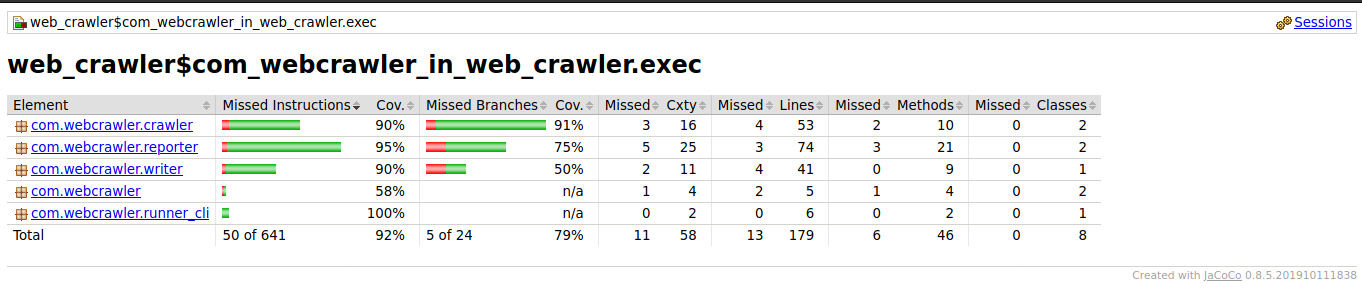 web_crawler$com_webcrawler_in_web_crawler.exec Sessions
web_crawler$com_webcrawler_in_web_crawler.exec
Element Missed Instructions Cov. Missed Branches Cov. Missed Cxty Missed Lines Missed Methods Missed Classes
com.webcrawler.crawler 90% 91% 3 16 4 53 2 10 0 2
com.webcrawler.reporter 95% 75% 5 25 3 74 3 21 0 2
com.webcrawler.writer 90% 50% 2 11 4 41 0 9 0 1
com.webcrawler 58% n/a 1 4 2 5 1 4 0 2
com.webcrawler.runner_cli 100% n/a 0 2 0 6 0 2 0 1
Total 50 of 641 92% 5 of 24 79% 11 58 13 179 6 46 0 8
Created with JaCoCo 0.8.5.201910111838